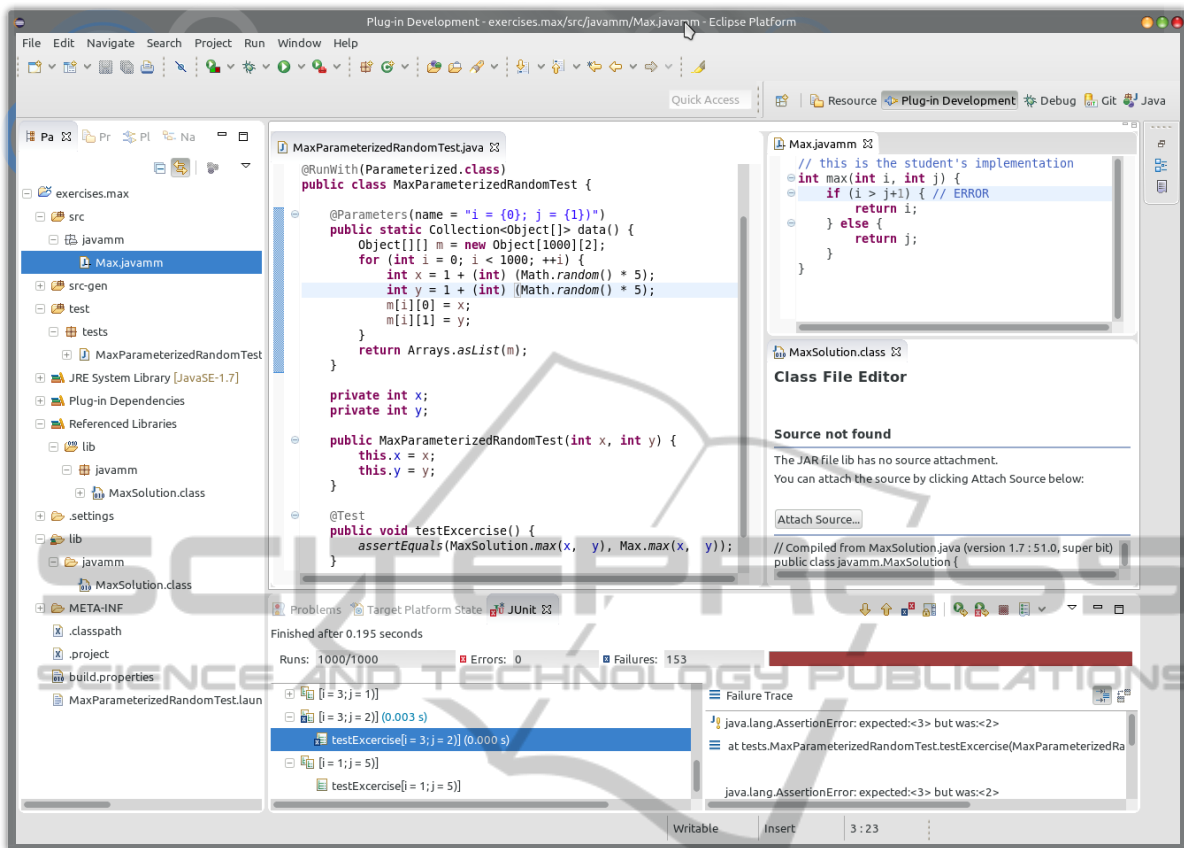 Plug-in Development - exercises.max/src/javamm/Max.javamm - Eclipse Platform
File Edit Navigate Search Project Run Window Help
Quick Access
Resource Plug-in Development Debug Git Java
Pa Pr Pl Na
exercises.max
src
javamm
Max.javamm
src-gen
test
tests
MaxParameterizedRandomTest
JRE System Library [JavaSE-1.7]
Plug-in Dependencies
Referenced Libraries
lib
javamm
MaxSolution.class
.settings
lib
javamm
MaxSolution.class
META-INF
.classpath
.project
build.properties
MaxParameterizedRandomTest.laun
MaxParameterizedRandomTest.java
@RunWith(Parameterized.class)
public class MaxParameterizedRandomTest {
@Parameters(name = "i = {0}; j = {1})")
public static Collection<Object[]> data() {
Object[][] m = new Object[1000][2];
for (int i = 0; i < 1000; ++i) {
int x = 1 + (int) (Math.random() * 5);
int y = 1 + (int) (Math.random() * 5);
m[i][0] = x;
m[i][1] = y;
}
return Arrays.asList(m);
}
private int x;
private int y;
public MaxParameterizedRandomTest(int x, int y) {
this.x = x;
this.y = y;
}
@Test
public void testExcercise() {
assertEquals(MaxSolution.max(x, y), Max.max(x, y));
}
Max.javamm
// this is the student's implementation
int max(int i, int j) {
if (i > j+1) { // ERROR
return i;
} else {
return j;
}
}
MaxSolution.class
Class File Editor
Source not found
The JAR file lib has no source attachment.
You can attach the source by clicking Attach Source below:
Attach Source...
// Compiled from MaxSolution.java (version 1.7 : 51.0, super bit)
public class javamm.MaxSolution {
Problems Target Platform State JUnit
Finished after 0.195 seconds
Runs: 1000/1000 Errors: 0 Failures: 153
[i = 3; j = 1)]
[i = 3; j = 2)] (0.003 s)
testExcercise[i = 3; j = 2)] (0.000 s)
[i = 1; j = 5)]
testExcercise[i = 1; j = 5)]
Failure Trace
java.lang.AssertionError: expected:<3> but was:<2>
at tests.MaxParameterizedRandomTest.testExcercise(MaxParameterizedRa
java.lang.AssertionError: expected:<3> but was:<2>
Writable Insert 3 : 23
SCITEPRESS
SCIENCE AND TECHNOLOGY PUBLICATIONS